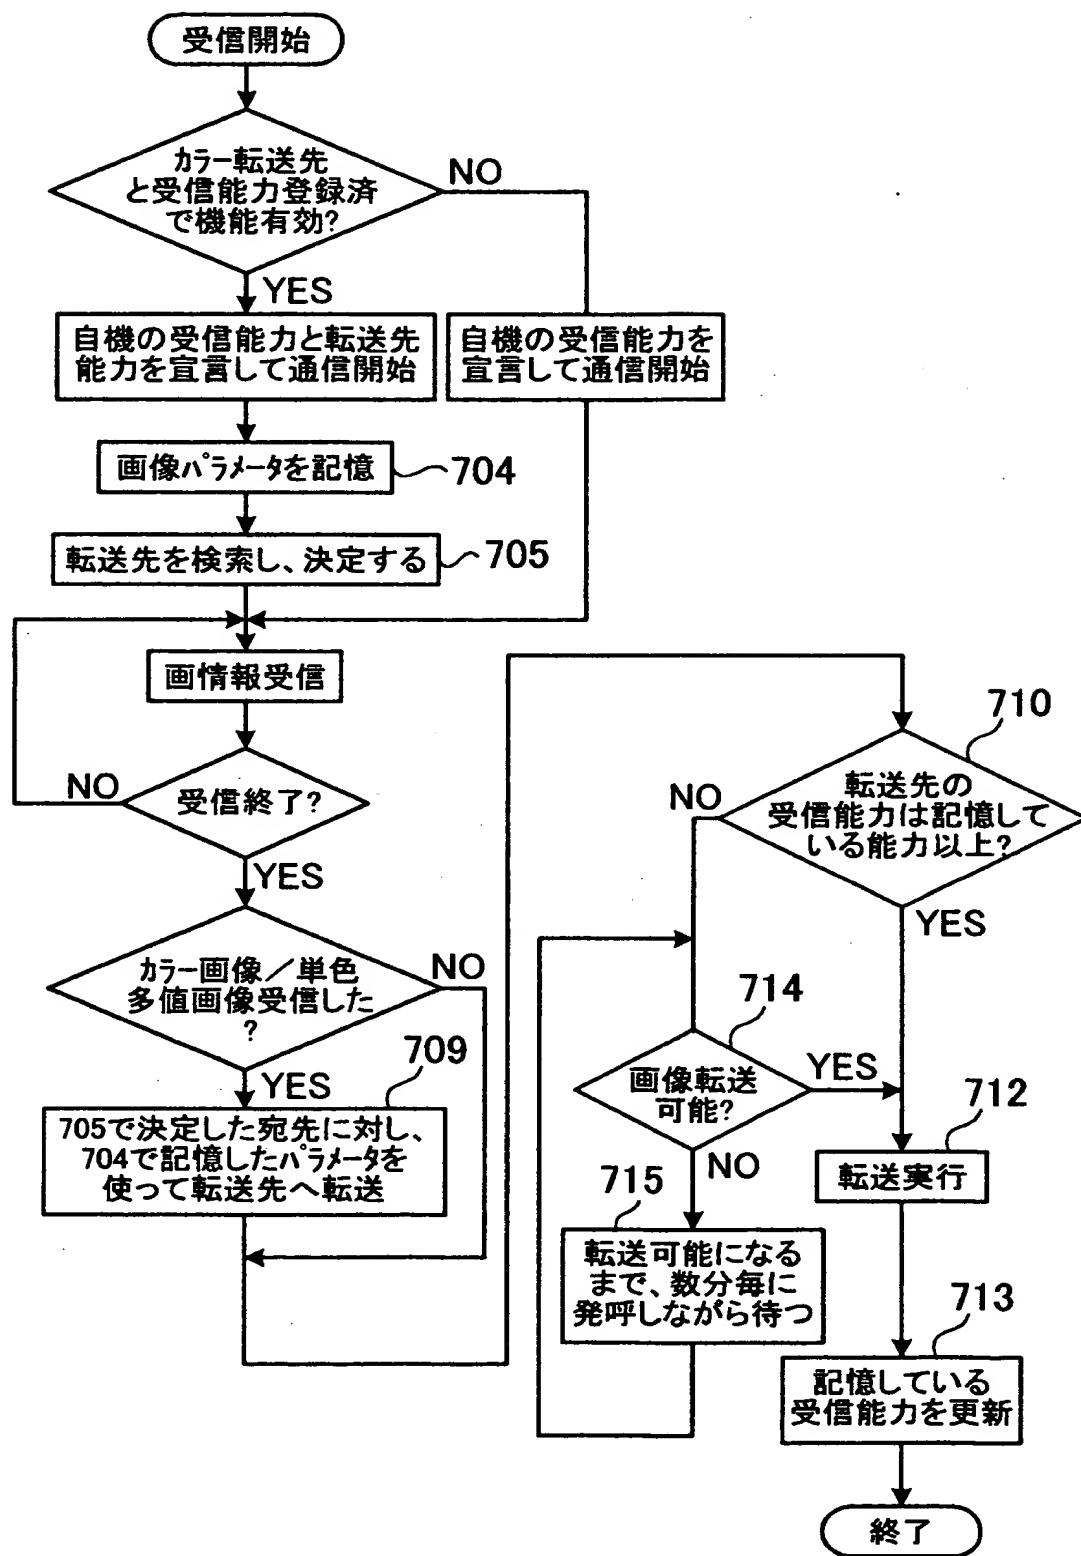 受信開始
カラー転送先
と受信能力登録済
で機能有効?
NO
YES
自機の受信能力と転送先
能力を宣言して通信開始
自機の受信能力を
宣言して通信開始
画像パラメータを記憶
704
転送先を検索し、決定する
705
画情報受信
受信終了?
NO
YES
カラー画像/単色
多値画像受信した
?
NO
YES
709
705で決定した宛先に対し、
704で記憶したパラメータを
使って転送先へ転送
710
転送先の
受信能力は記憶して
いる能力以上?
NO
YES
714
画像転送
可能?
YES
NO
712
転送実行
715
転送可能になる
まで、数分毎に
発呼しながら待つ
713
記憶している
受信能力を更新
終了